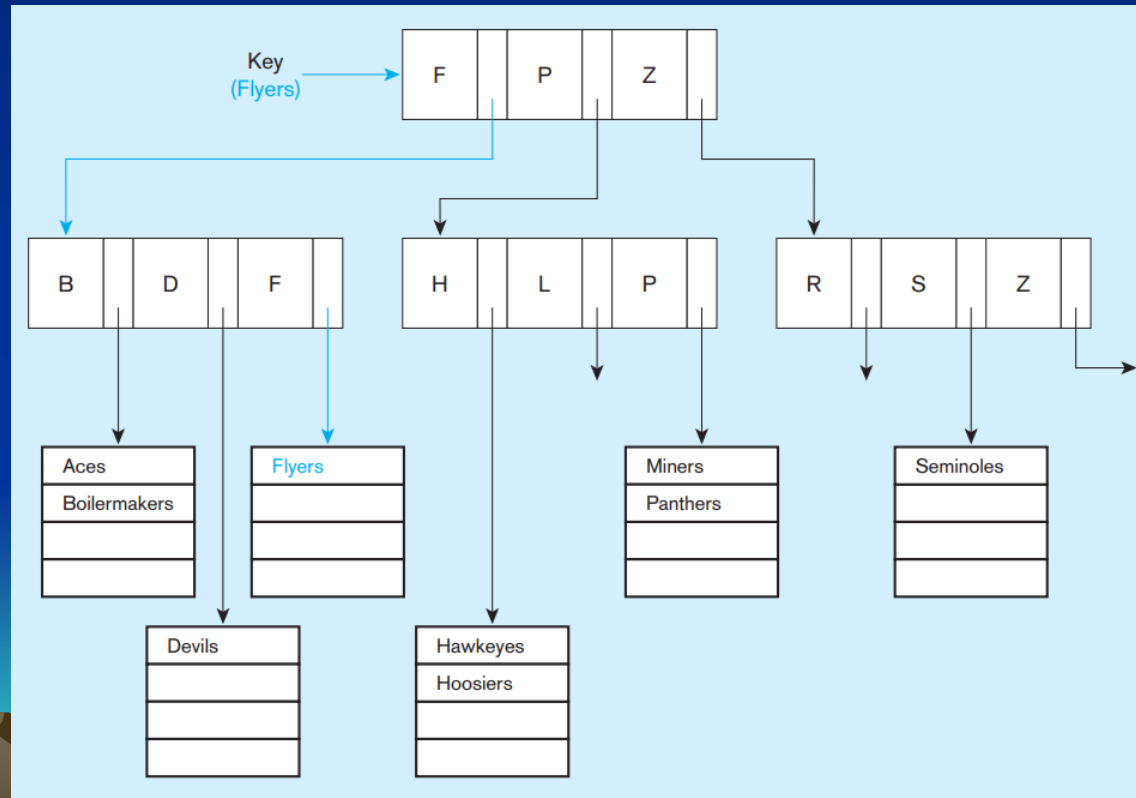 Key
(Flyers)
F P Z
B D F
H L P
R S Z
Aces
Boilermakers
Flyers
Miners
Panthers
Seminoles
Devils
Hawkeyes
Hoosiers